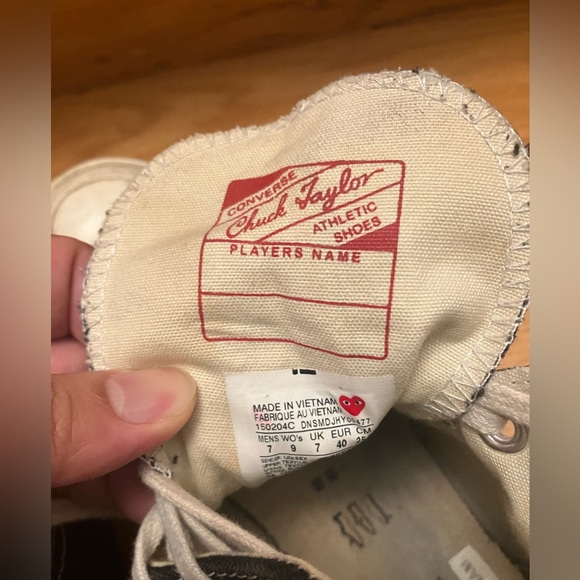 CONVERSE
Chuck Taylor
ATHLETIC
SHOES
PLAYERS NAME
MADE IN VIETNAM
FABRIQUE AU VIETNAM
150204C
MENS WO's UK EUR CM
7 9 7 40